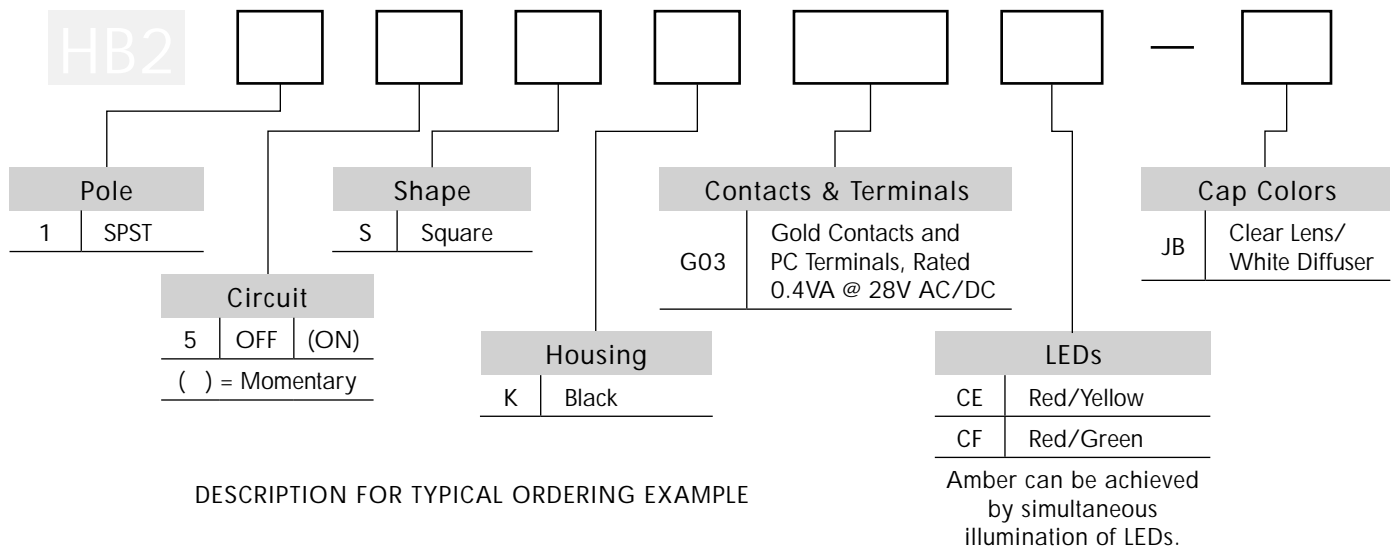 HB2 —
Pole
1 SPST
Circuit
5 OFF (ON)
( ) = Momentary
Shape
S Square
Housing
K Black
Contacts & Terminals
G03 Gold Contacts and
PC Terminals, Rated
0.4VA @ 28V AC/DC
LEDs
CE Red/Yellow
CF Red/Green
Amber can be achieved
by simultaneous
illumination of LEDs.
Cap Colors
JB Clear Lens/
White Diffuser
DESCRIPTION FOR TYPICAL ORDERING EXAMPLE